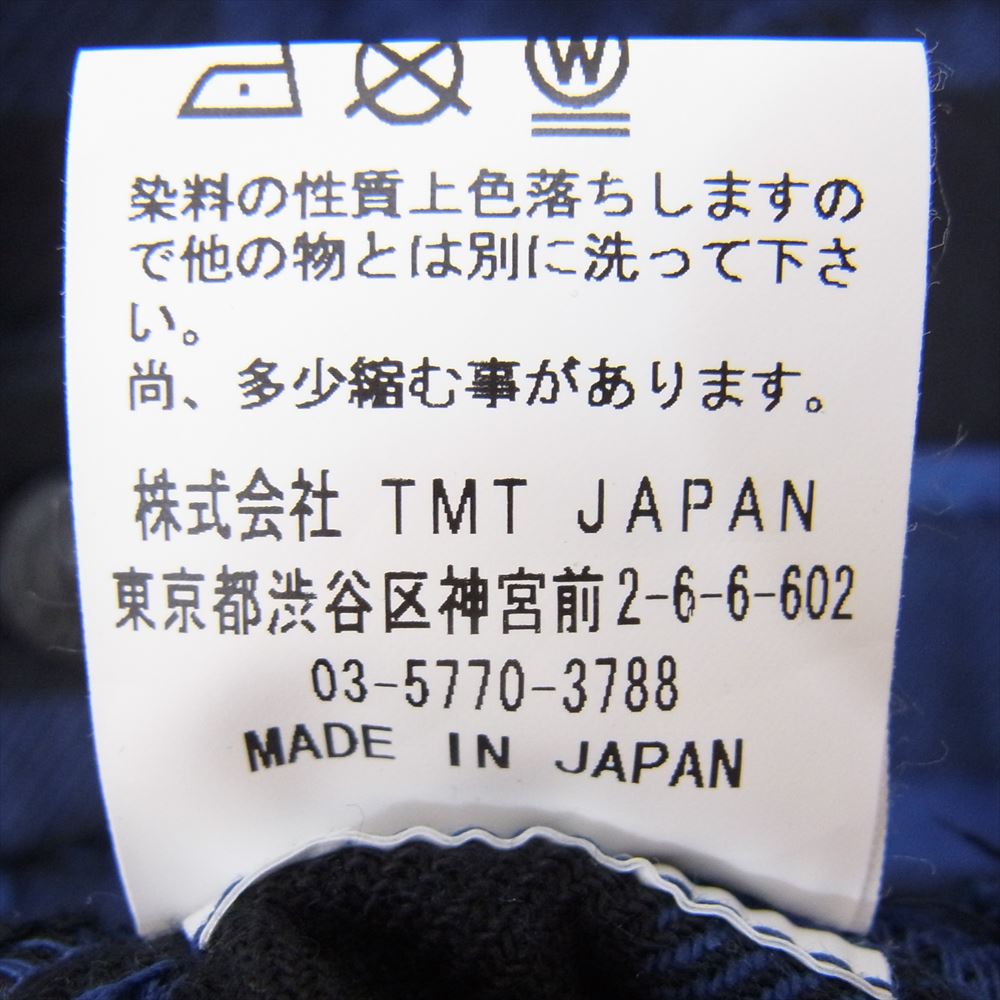 W
染料の性質上色落ちしますの
で他の物とは別に洗って下さ
い。
尚、多少縮む事があります。
株式会社 TMT JAPAN
東京都渋谷区神宮前2-6-6-602
03-5770-3788
MADE IN JAPAN